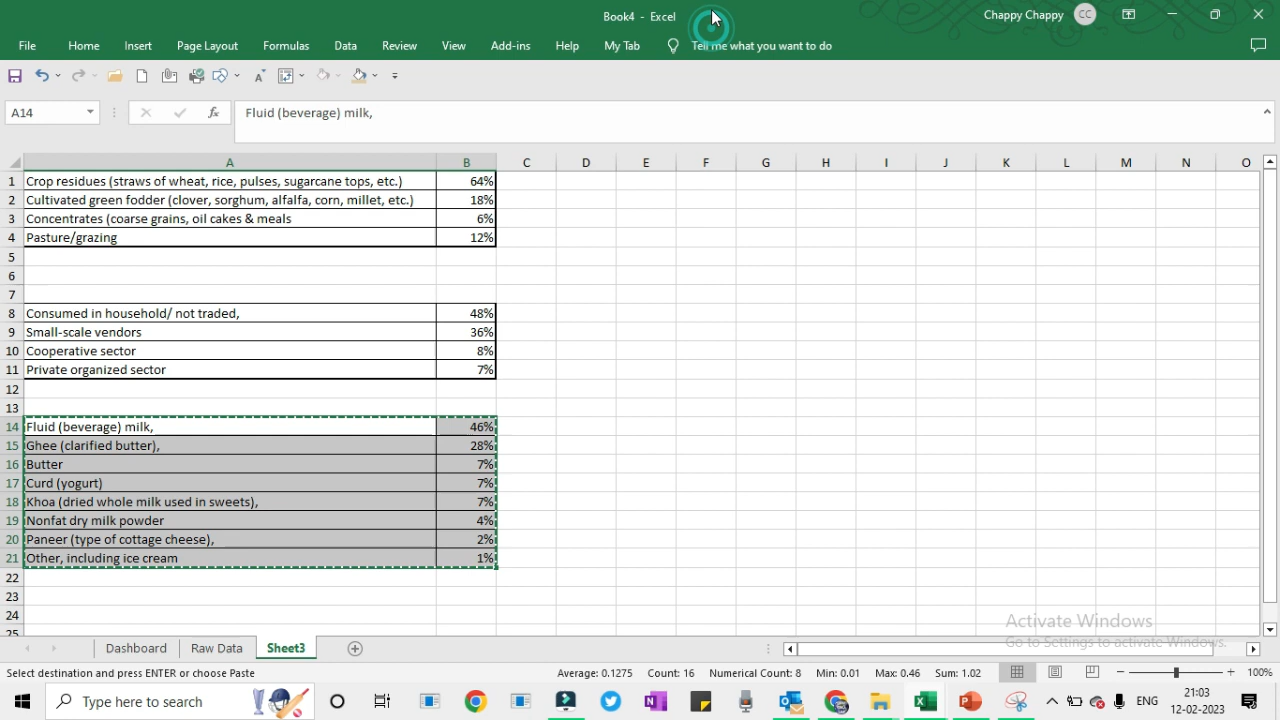 Book4 - Excel
Chappy Chappy CC
File Home Insert Page Layout Formulas Data Review View Add-ins Help My Tab Tell me what you want to do
A14 fx Fluid (beverage) milk,
A B C D E F G H I J K L M N O
1 Crop residues (straws of wheat, rice, pulses, sugarcane tops, etc.) 64%
2 Cultivated green fodder (clover, sorghum, alfalfa, corn, millet, etc.) 18%
3 Concentrates (coarse grains, oil cakes & meals 6%
4 Pasture/grazing 12%
5
6
7
8 Consumed in household/ not traded, 48%
9 Small-scale vendors 36%
10 Cooperative sector 8%
11 Private organized sector 7%
12
13
14 Fluid (beverage) milk, 46%
15 Ghee (clarified butter), 28%
16 Butter 7%
17 Curd (yogurt) 7%
18 Khoa (dried whole milk used in sweets), 7%
19 Nonfat dry milk powder 4%
20 Paneer (type of cottage cheese), 2%
21 Other, including ice cream 1%
22
23
24
25
Activate Windows
Go to Settings to activate Windows.
Dashboard Raw Data Sheet3
Select destination and press ENTER or choose Paste Average: 0.1275 Count: 16 Numerical Count: 8 Min: 0.01 Max: 0.46 Sum: 1.02 100%
Type here to search
ENG
21:03
12-02-2023